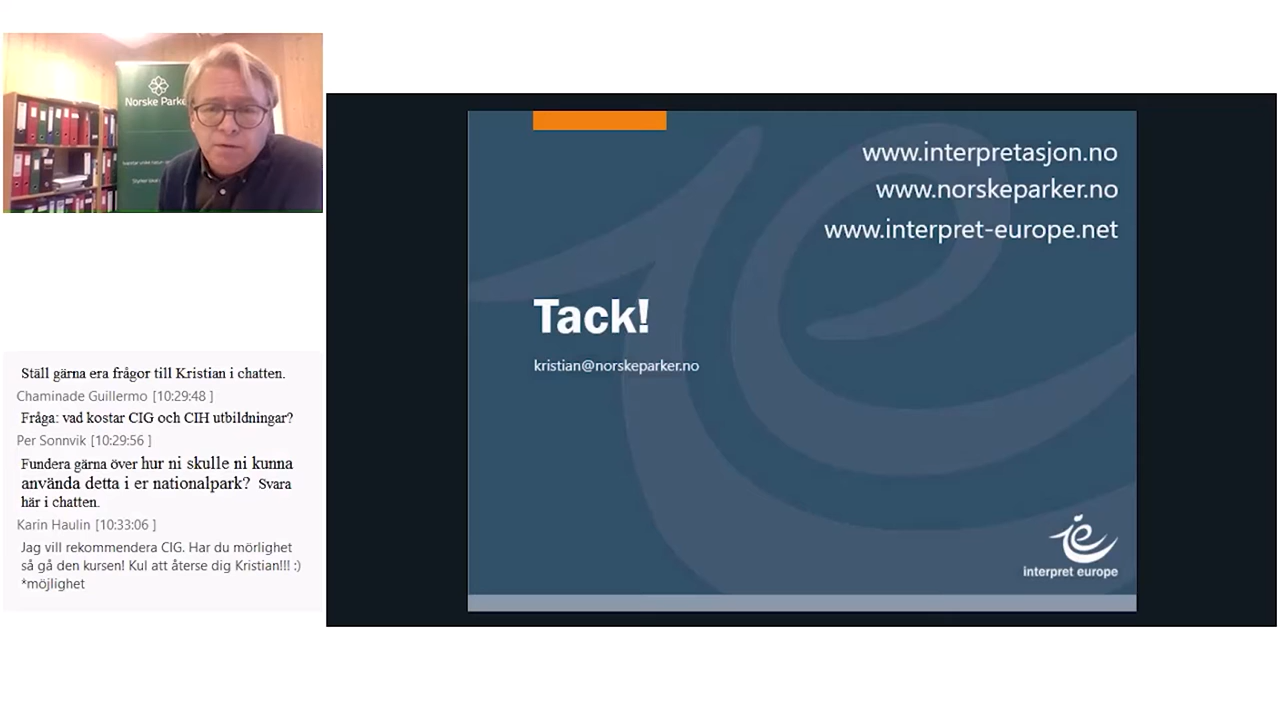 Norske Parke
www.interpretasjon.no
www.norskeparker.no
www.interpret-europe.net
Tack!
kristian@norskeparker.no
interpret europe
Ställ gärna era frågor till Kristian i chatten.
Chaminade Guillermo [10:29:48 ]
Fråga: vad kostar CIG och CIH utbildningar?
Per Sonnvik [10:29:56 ]
Fundera gärna över hur ni skulle ni kunna
använda detta i er nationalpark? Svara
här i chatten.
Karin Haulin [10:33:06 ]
Jag vill rekommendera CIG. Har du mörlighet
så gå den kursen! Kul att återse dig Kristian!!! :)
*möjlighet